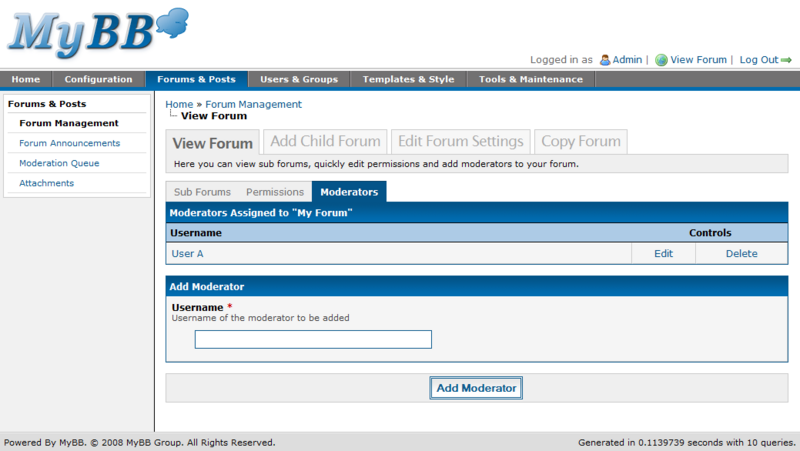 MyBB
Logged in as Admin | View Forum | Log Out
Home Configuration Forums & Posts Users & Groups Templates & Style Tools & Maintenance
Forums & Posts
Forum Management
Forum Announcements
Moderation Queue
Attachments
Home » Forum Management
View Forum
View Forum Add Child Forum Edit Forum Settings Copy Forum
Here you can view sub forums, quickly edit permissions and add moderators to your forum.
Sub Forums Permissions Moderators
Moderators Assigned to "My Forum"
Username Controls
User A Edit Delete
Add Moderator
Username *
Username of the moderator to be added
Add Moderator
Powered By MyBB. © 2008 MyBB Group. All Rights Reserved. Generated in 0.1139739 seconds with 10 queries.